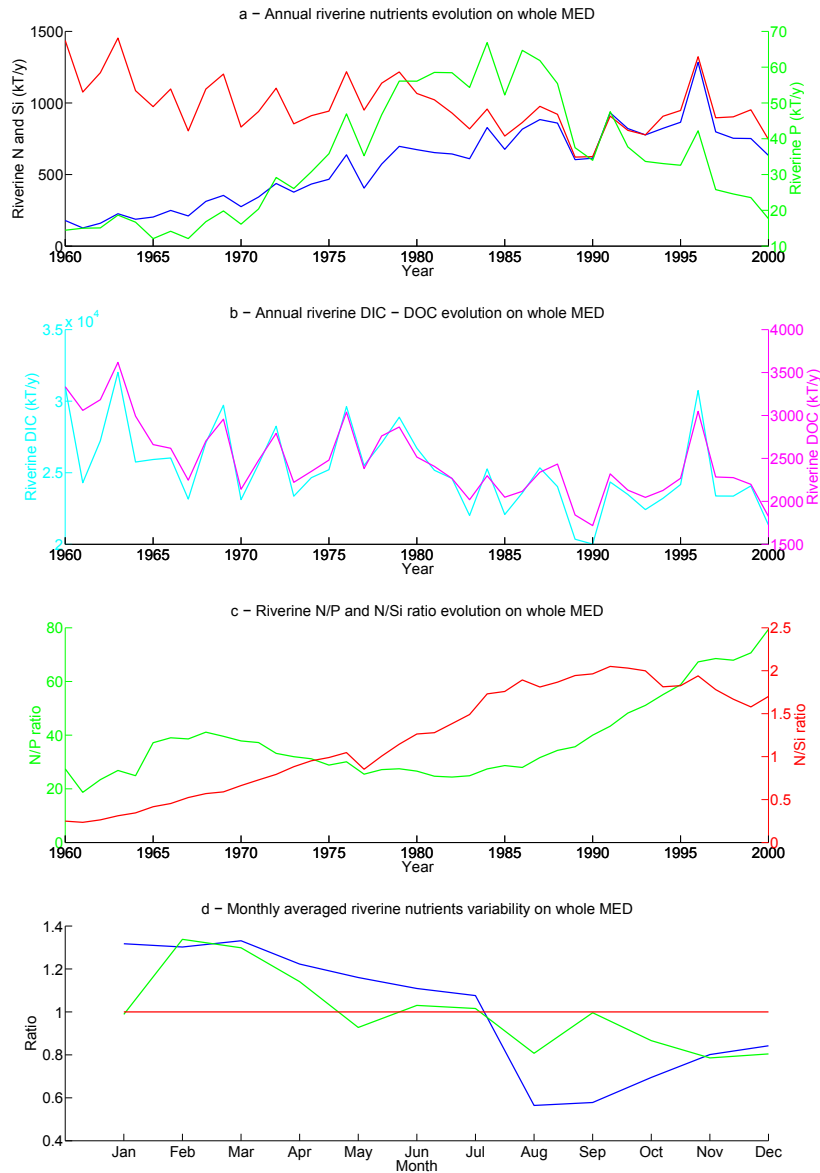 a − Annual riverine nutrients evolution on whole MED
1500
1000
500
0
Riverine N and Si (kT/y)
70
60
50
40
30
20
10
Riverine P (kT/y)
1960 1965 1970 1975 1980 1985 1990 1995 2000
Year
b − Annual riverine DIC − DOC evolution on whole MED
x 10^4
3.5
3
2.5
2
Riverine DIC (kT/y)
4000
3500
3000
2500
2000
1500
Riverine DOC (kT/y)
1960 1965 1970 1975 1980 1985 1990 1995 2000
Year
c − Riverine N/P and N/Si ratio evolution on whole MED
80
60
40
20
0
N/P ratio
2.5
2
1.5
1
0.5
0
N/Si ratio
1960 1965 1970 1975 1980 1985 1990 1995 2000
Year
d − Monthly averaged riverine nutrients variability on whole MED
1.4
1.2
1
0.8
0.6
0.4
Ratio
Jan Feb Mar Apr May Jun Jul Aug Sep Oct Nov Dec
Month